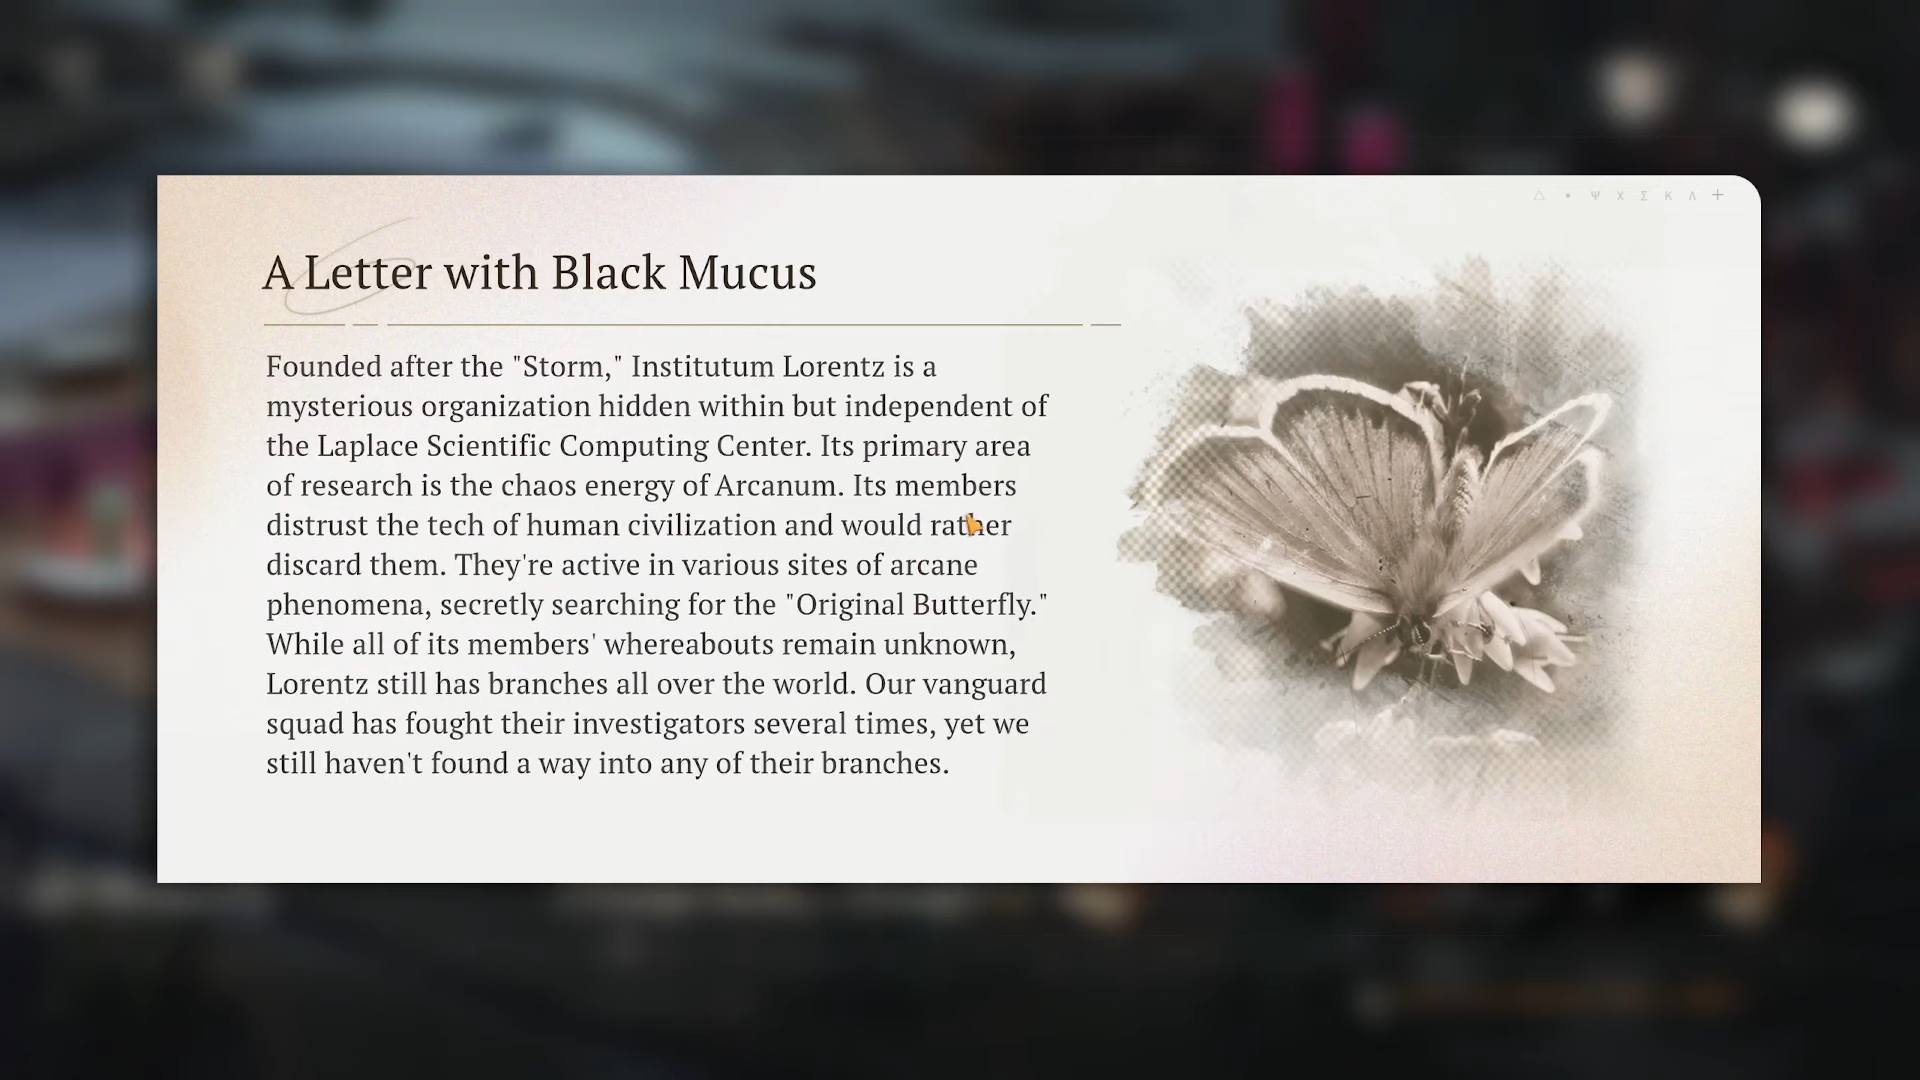 △ • Ψ X Σ K Λ +
A Letter with Black Mucus
Founded after the "Storm," Institutum Lorentz is a
mysterious organization hidden within but independent of
the Laplace Scientific Computing Center. Its primary area
of research is the chaos energy of Arcanum. Its members
distrust the tech of human civilization and would rather
discard them. They're active in various sites of arcane
phenomena, secretly searching for the "Original Butterfly."
While all of its members' whereabouts remain unknown,
Lorentz still has branches all over the world. Our vanguard
squad has fought their investigators several times, yet we
still haven't found a way into any of their branches.